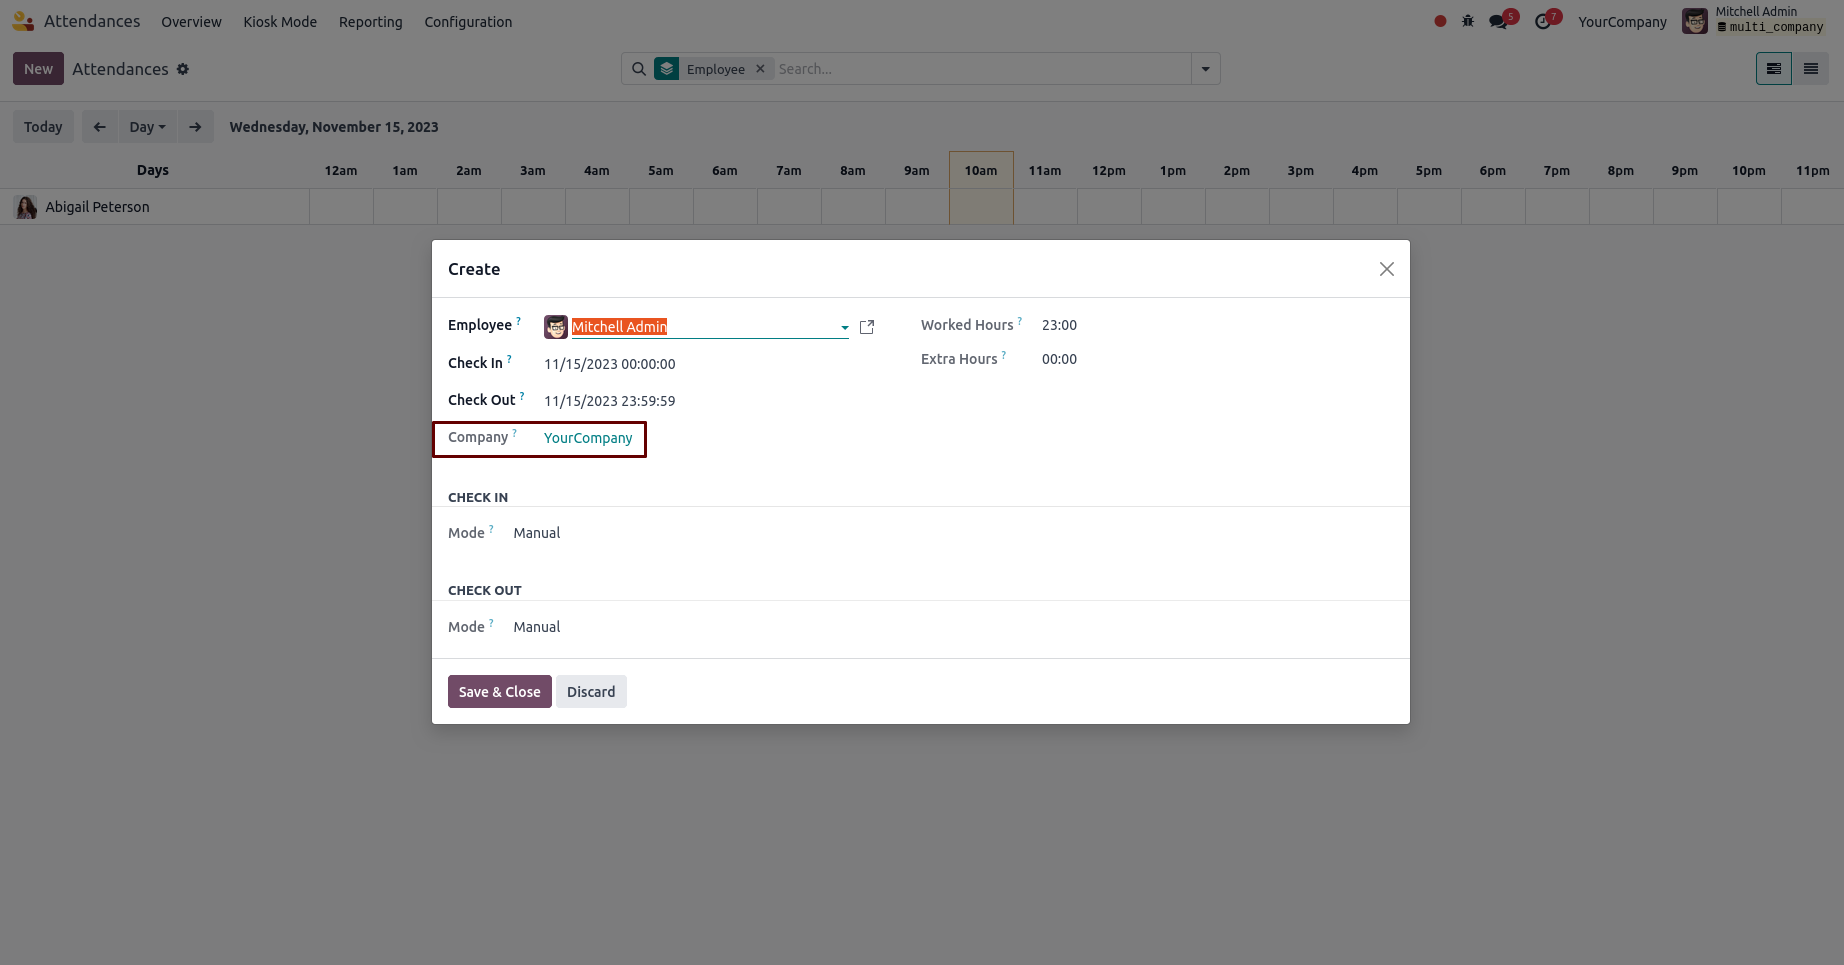 Attendances Overview Kiosk Mode Reporting Configuration 5 7 YourCompany Mitchell Admin
multi_company
New Attendances Employee Search...
Today Day Wednesday, November 15, 2023
Days 12am 1am 2am 3am 4am 5am 6am 7am 8am 9am 10am 11am 12pm 1pm 2pm 3pm 4pm 5pm 6pm 7pm 8pm 9pm 10pm 11pm
Abigail Peterson
Create
Employee ? Mitchell Admin Worked Hours ? 23:00
Check In ? 11/15/2023 00:00:00 Extra Hours ? 00:00
Check Out ? 11/15/2023 23:59:59
Company ? YourCompany
CHECK IN
Mode ? Manual
CHECK OUT
Mode ? Manual
Save & Close Discard